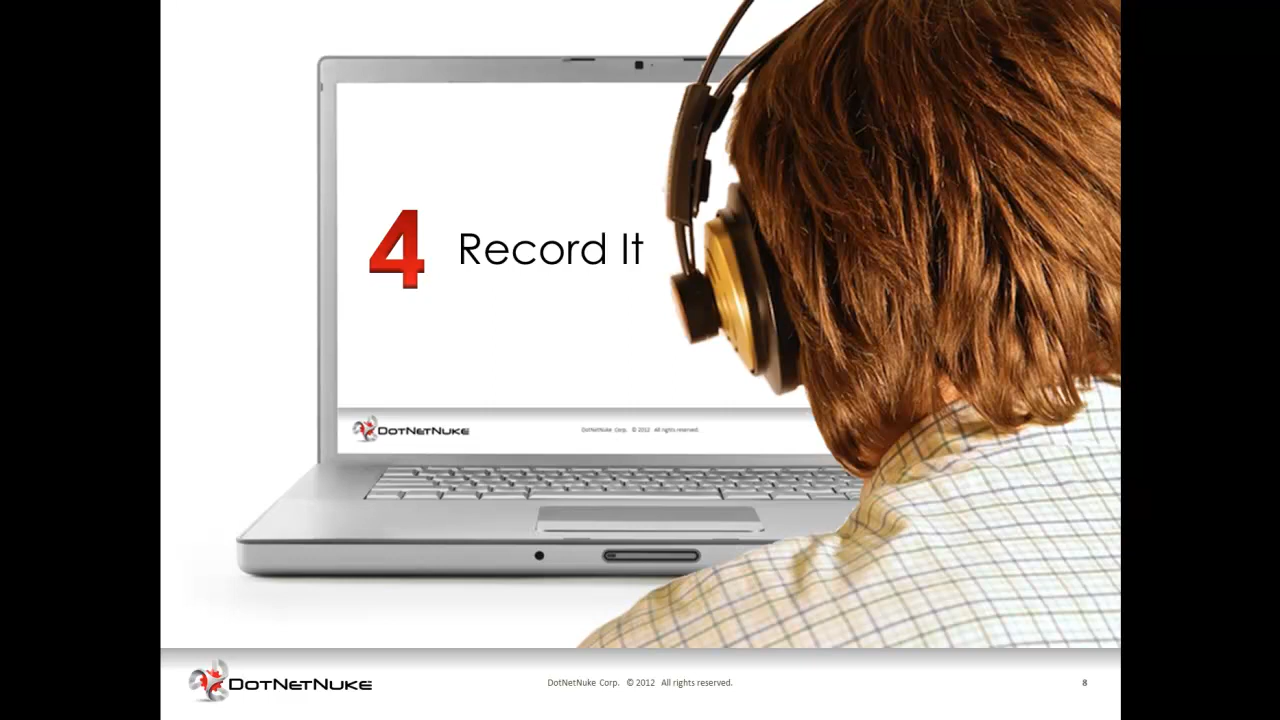 4 Record It
DotNetNuke
DotNetNuke Corp. © 2012 All rights reserved.
DotNetNuke
DotNetNuke Corp. © 2012 All rights reserved.
8